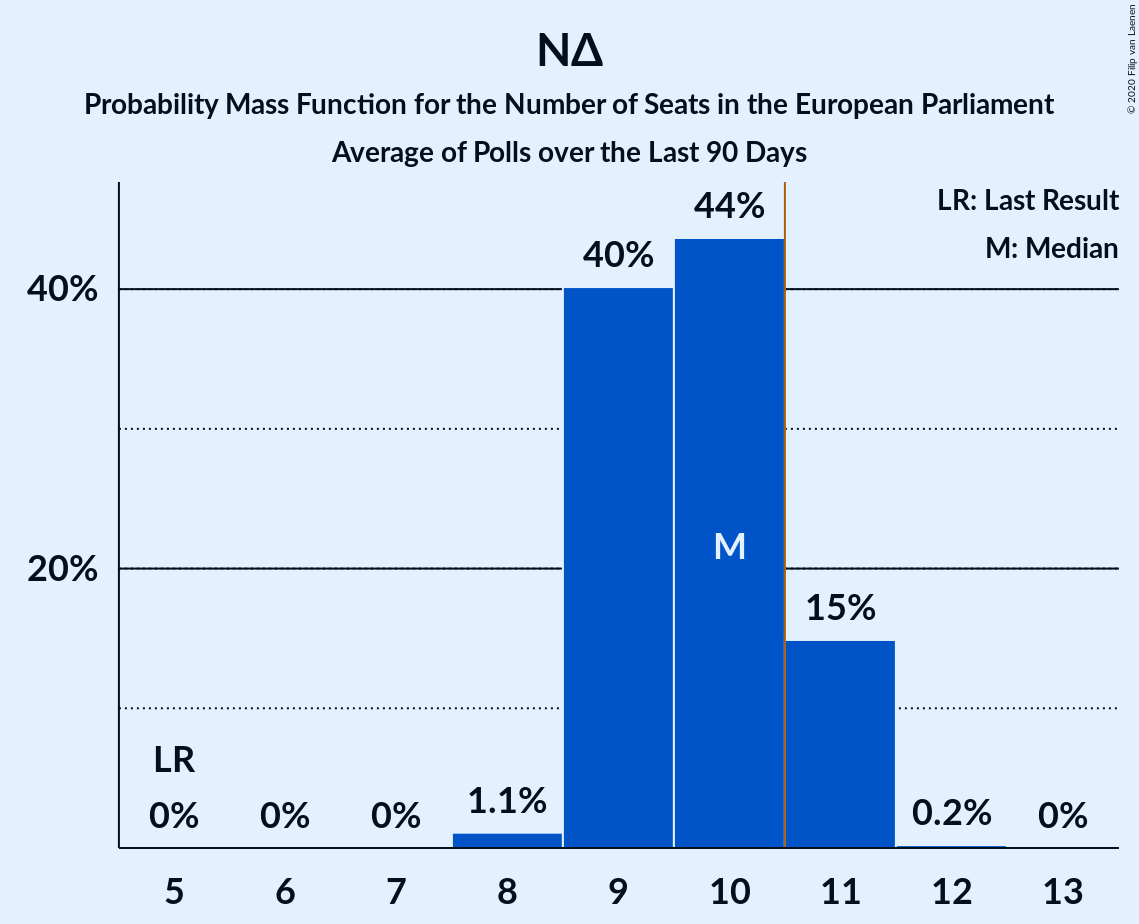 © 2020 Filip van Laenen
ΝΔ
Probability Mass Function for the Number of Seats in the European Parliament
Average of Polls over the Last 90 Days
LR: Last Result
M: Median
44%
40%
40%
M
20%
15%
LR
0%
0%
0%
1.1%
0.2%
0%
5 6 7 8 9 10 11 12 13